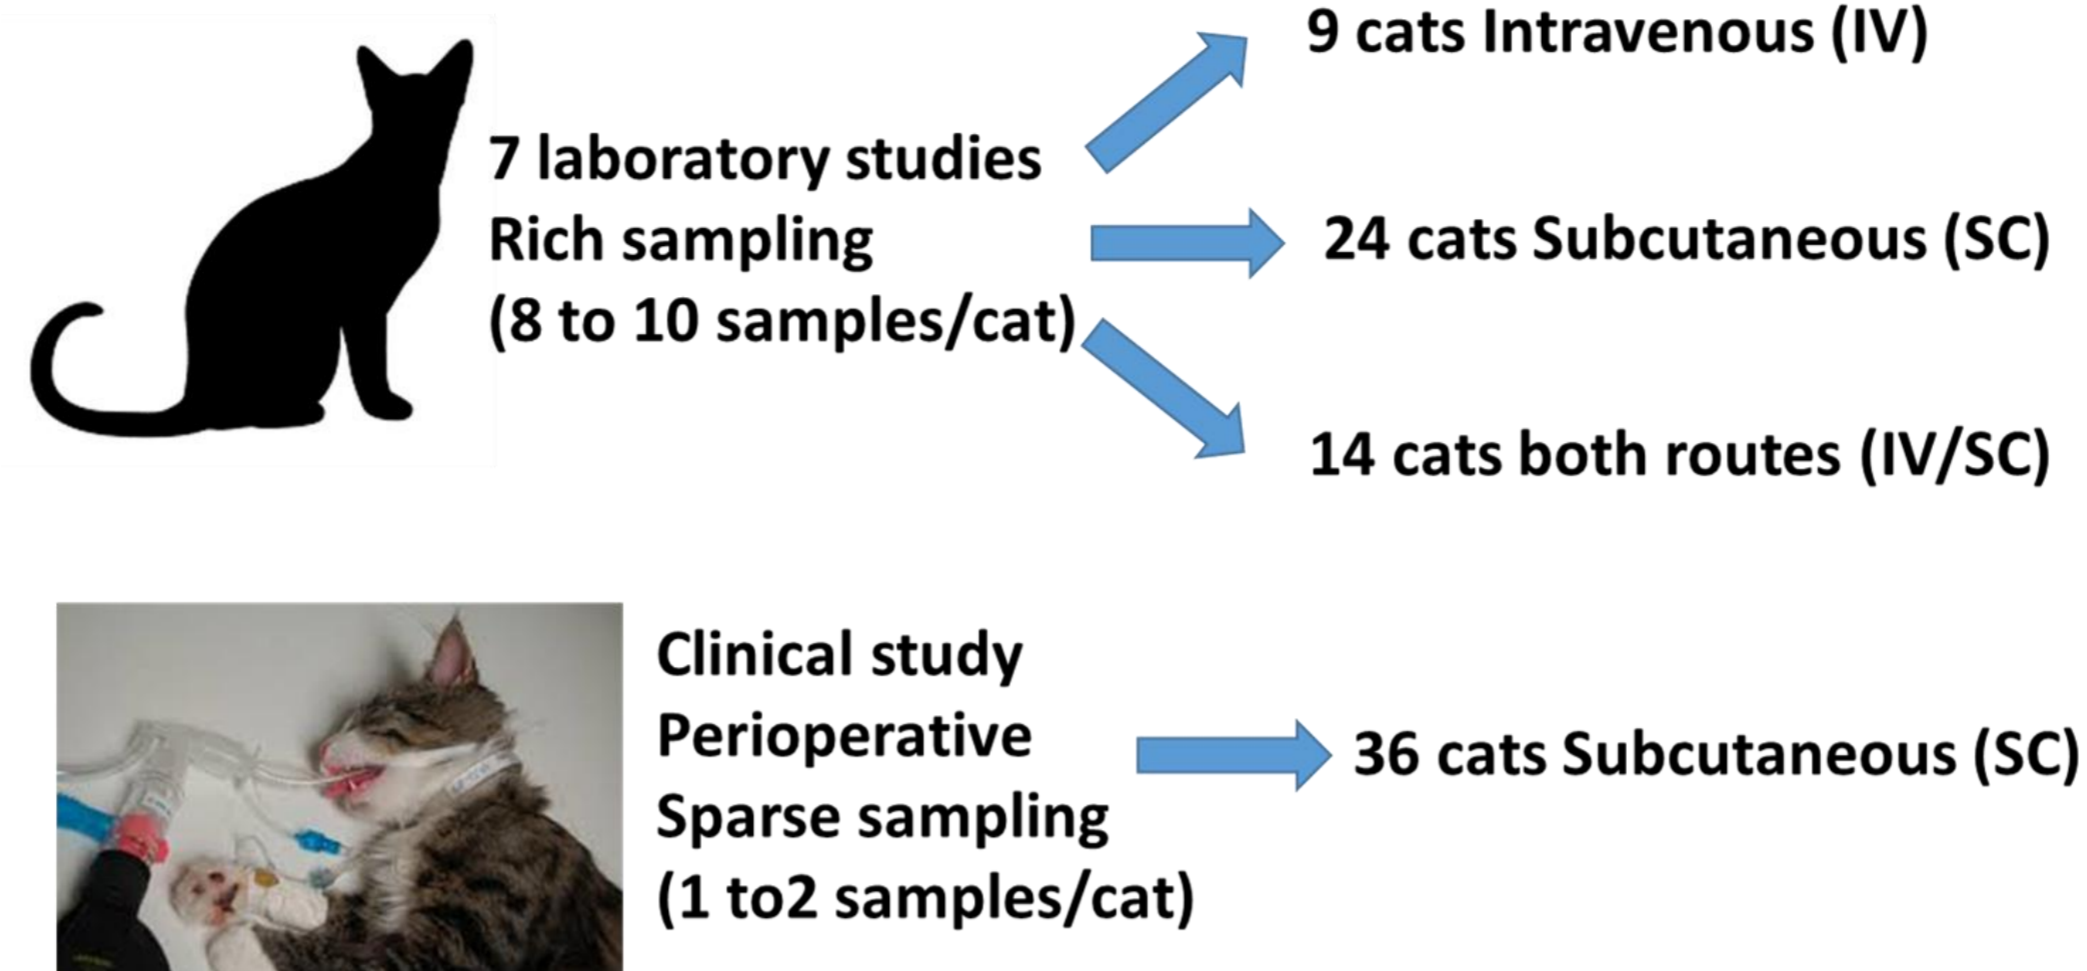 9 cats Intravenous (IV)
7 laboratory studies
Rich sampling
(8 to 10 samples/cat)
24 cats Subcutaneous (SC)
14 cats both routes (IV/SC)
Clinical study
Perioperative
Sparse sampling
(1 to2 samples/cat)
36 cats Subcutaneous (SC)